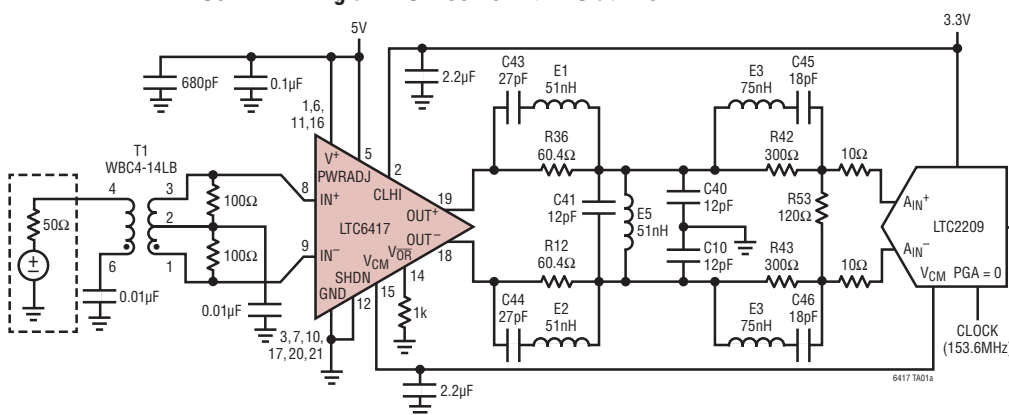 3.3V
5V
680pF
0.1µF
2.2µF
C43
27pF
E1
51nH
E3
75nH
C45
18pF
1,6,
11,16
T1
WBC4-14LB
V+
5
PWRADJ
2
CLHI
R36
60.4Ω
R42
300Ω
10Ω
4
3
8
IN+
19
OUT+
100Ω
C41
12pF
C40
12pF
R53
120Ω
AIN+
50Ω
2
LTC6417
E5
51nH
LTC2209
OUT−
18
AIN−
6
1
100Ω
9
IN−
VOR
14
R12
60.4Ω
C10
12pF
R43
300Ω
10Ω
VCM PGA = 0
SHDN
VCM
15
GND
12
0.01µF
0.01µF
1k
C44
27pF
E2
51nH
E3
75nH
C46
18pF
3,7,10,
17,20,21
CLOCK
(153.6MHz)
2.2µF
6417 TA01a